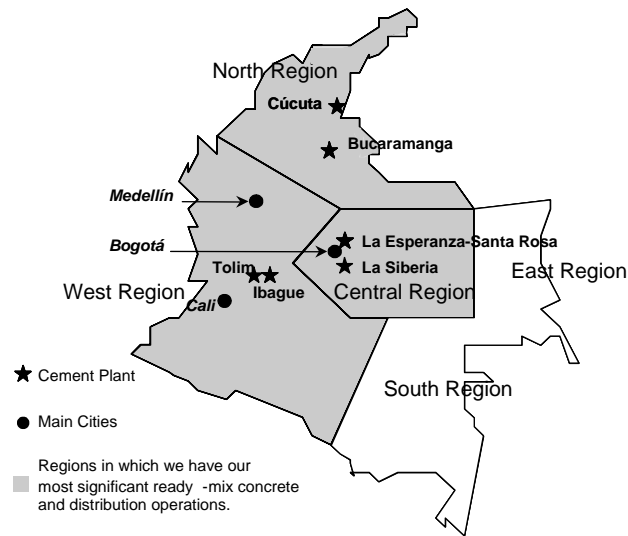 North Region
Cúcuta
Bucaramanga
Medellín
Bogotá
La Esperanza-Santa Rosa
Tolim
La Siberia
East Region
West Region
Ibague
Central Region
Cali
Cement Plant
South Region
Main Cities
Regions in which we have our
most significant ready -mix concrete
and distribution operations.